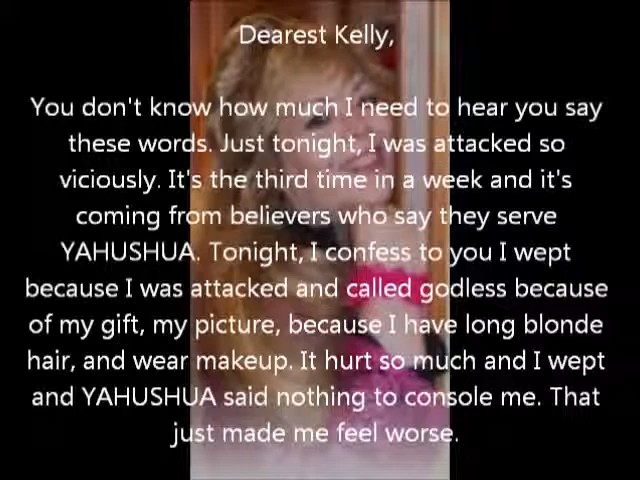 Dearest Kelly,
You don't know how much I need to hear you say
these words. Just tonight, I was attacked so
viciously. It's the third time in a week and it's
coming from believers who say they serve
YAHUSHUA. Tonight, I confess to you I wept
because I was attacked and called godless because
of my gift, my picture, because I have long blonde
hair, and wear makeup. It hurt so much and I wept
and YAHUSHUA said nothing to console me. That
just made me feel worse.